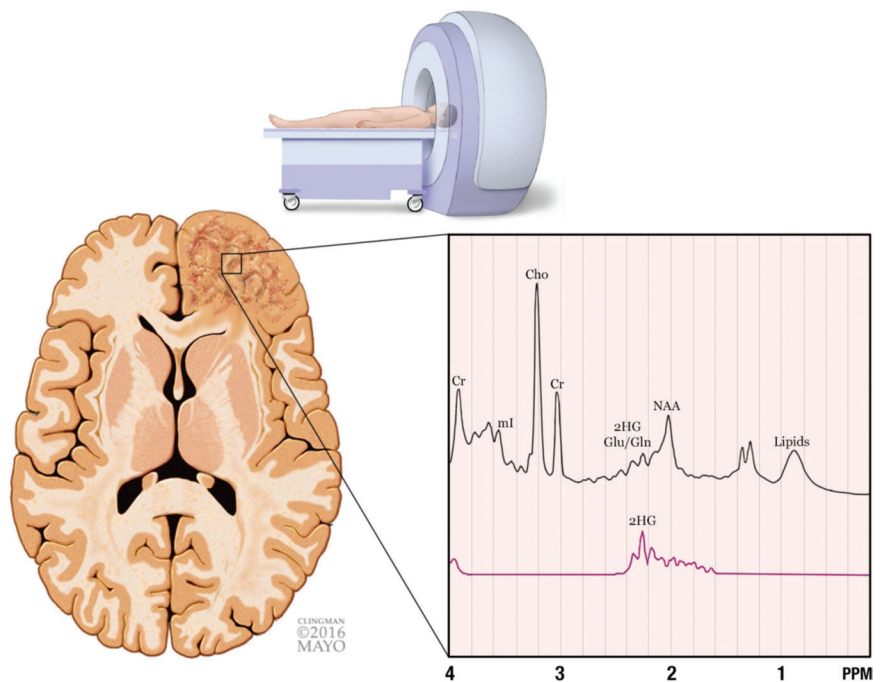 Cho
Cr
mI
Cr
2HG
Glu/Gln
NAA
Lipids
2HG
CLINGMAN
©2016
MAYO
4 3 2 1 PPM